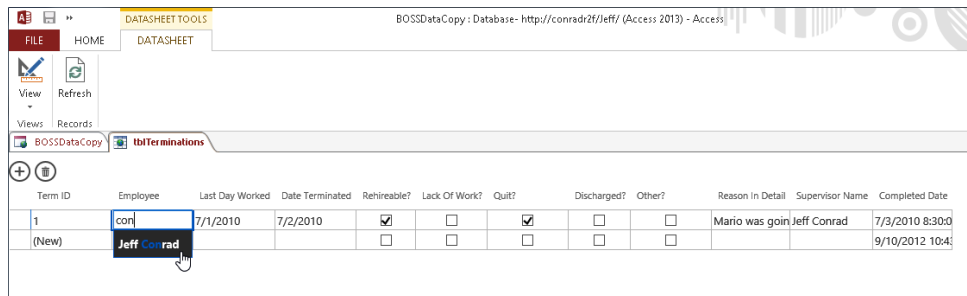 DATASHEET TOOLS
BOSSDataCopy : Database- http://conradr2f/Jeff/ (Access 2013) - Access
FILE HOME DATASHEET
View Refresh
Views Records
BOSSDataCopy tblTerminations
Term ID Employee Last Day Worked Date Terminated Rehireable? Lack Of Work? Quit? Discharged? Other? Reason In Detail Supervisor Name Completed Date
1 con 7/1/2010 7/2/2010 Mario was goin Jeff Conrad 7/3/2010 8:30:0
(New) Jeff Conrad 9/10/2012 10:4